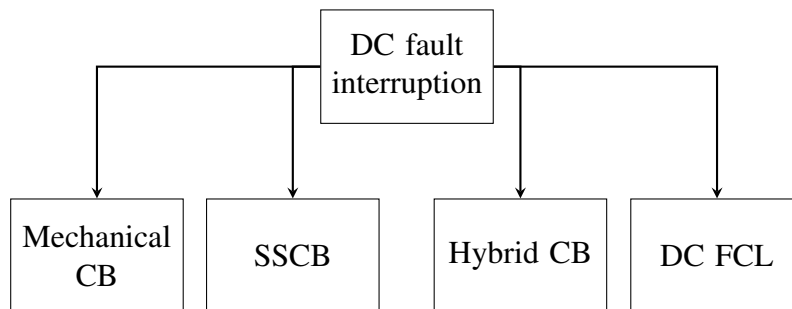 DC fault
interruption
Mechanical
CB
SSCB
Hybrid CB
DC FCL